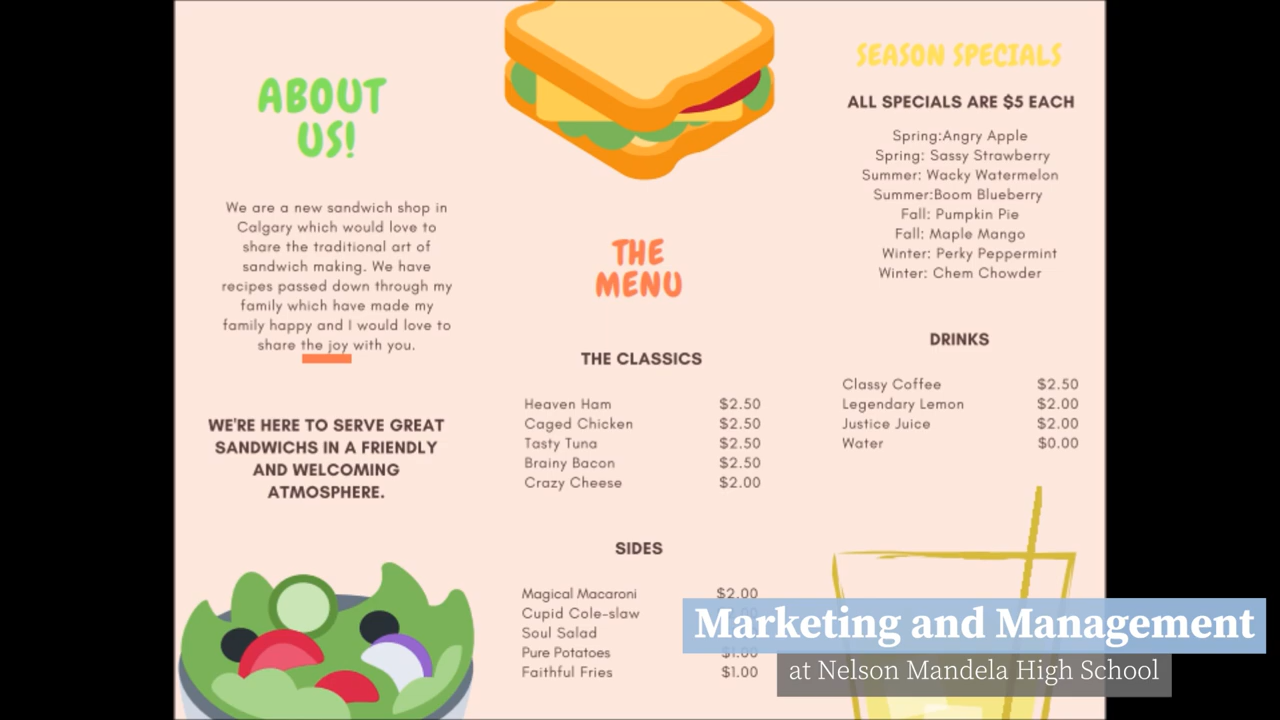 ABOUT
US!
We are a new sandwich shop in
Calgary which would love to
share the traditional art of
sandwich making. We have
recipes passed down through my
family which have made my
family happy and I would love to
share the joy with you.
WE'RE HERE TO SERVE GREAT
SANDWICHS IN A FRIENDLY
AND WELCOMING
ATMOSPHERE.
THE
MENU
THE CLASSICS
Heaven Ham $2.50
Caged Chicken $2.50
Tasty Tuna $2.50
Brainy Bacon $2.50
Crazy Cheese $2.00
SIDES
Magical Macaroni $2.00
Cupid Cole-slaw
Soul Salad
Pure Potatoes $1.00
Faithful Fries $1.00
SEASON SPECIALS
ALL SPECIALS ARE $5 EACH
Spring:Angry Apple
Spring: Sassy Strawberry
Summer: Wacky Watermelon
Summer:Boom Blueberry
Fall: Pumpkin Pie
Fall: Maple Mango
Winter: Perky Peppermint
Winter: Chem Chowder
DRINKS
Classy Coffee $2.50
Legendary Lemon $2.00
Justice Juice $2.00
Water $0.00
Marketing and Management
at Nelson Mandela High School